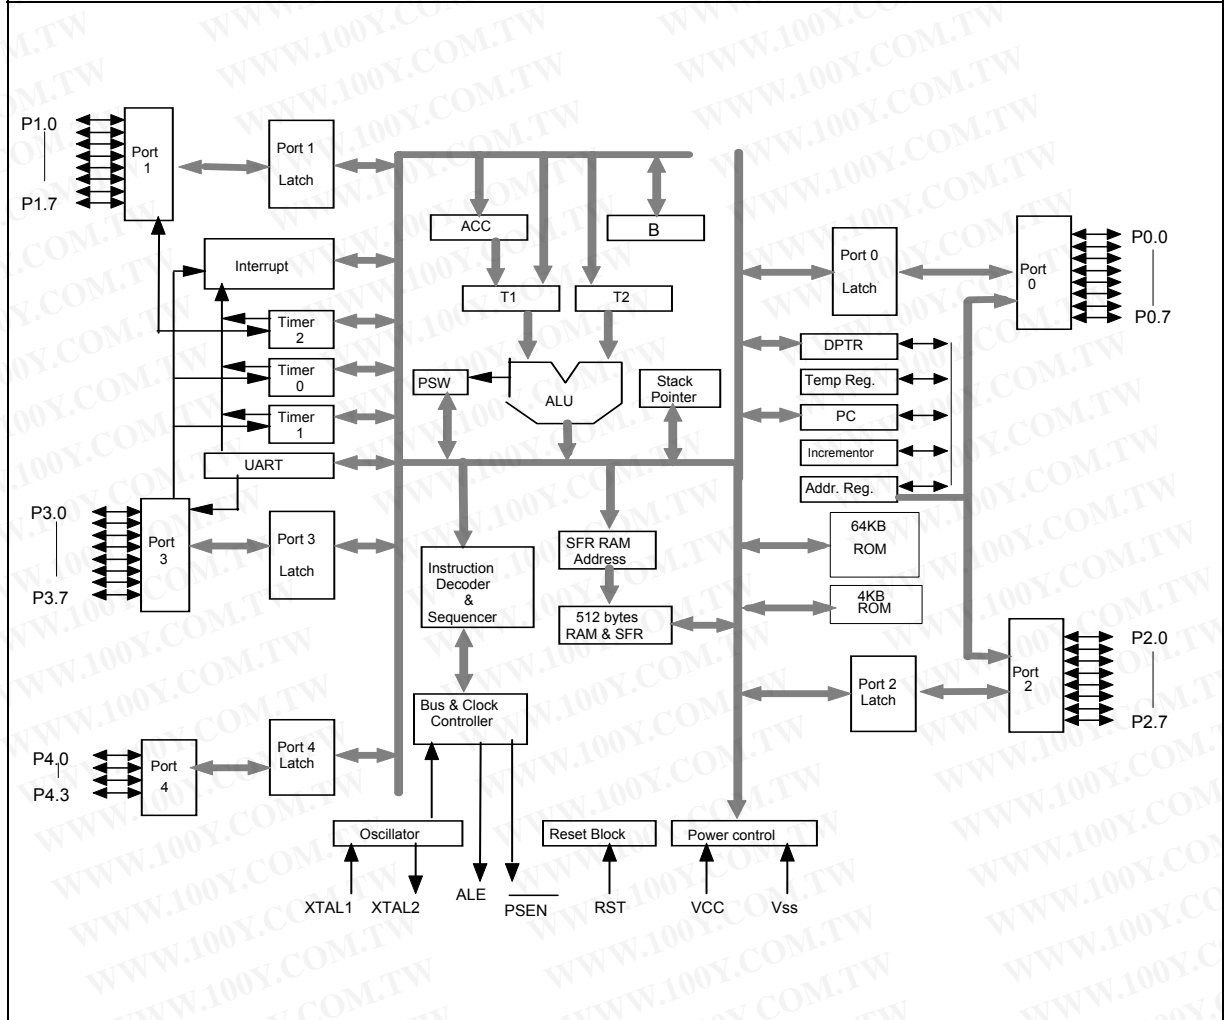 P1.0
P1.7
Port
1
Port 1
Latch
Interrupt
Timer
2
Timer
0
Timer
1
UART
P3.0
P3.7
Port
3
Port 3
Latch
P4.0
P4.3
Port
4
Port 4
Latch
ACC
B
T1
T2
PSW
ALU
Stack
Pointer
Instruction
Decoder
&
Sequencer
SFR RAM
Address
512 bytes
RAM & SFR
Bus & Clock
Controller
Oscillator
Reset Block
Power control
XTAL1
XTAL2
ALE
PSEN
RST
VCC
Vss
Port 0
Latch
Port
0
P0.0
P0.7
DPTR
Temp Reg.
PC
Incrementor
Addr. Reg.
64KB
ROM
4KB
ROM
Port 2
Latch
Port
2
P2.0
P2.7
WWW.100Y.COM.TW